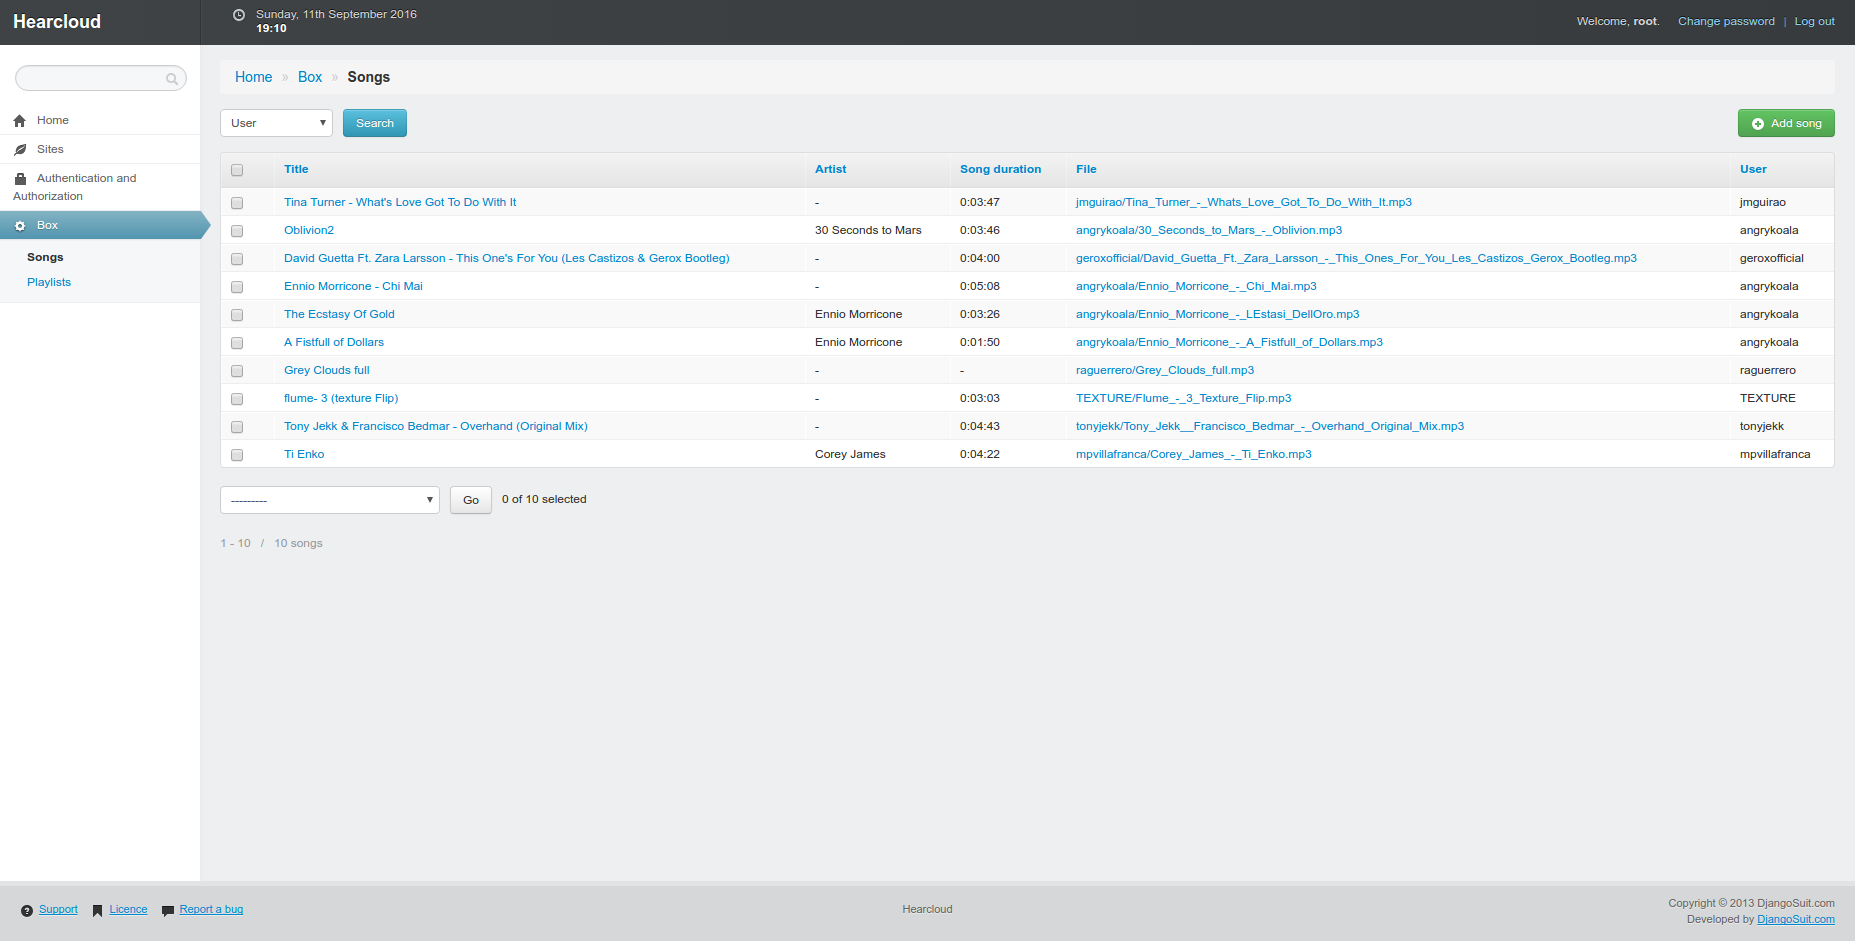 Hearcloud
Sunday, 11th September 2016
19:10
Welcome, root. Change password | Log out
Home
Sites
Authentication and
Authorization
Box
Songs
Playlists
Home » Box » Songs
User Search Add song
Title Artist Song duration File User
Tina Turner - What's Love Got To Do With It - 0:03:47 jmguirao/Tina_Turner_-_Whats_Love_Got_To_Do_With_It.mp3 jmguirao
Oblivion2 30 Seconds to Mars 0:03:46 angrykoala/30_Seconds_to_Mars_-_Oblivion.mp3 angrykoala
David Guetta Ft. Zara Larsson - This One's For You (Les Castizos & Gerox Bootleg) - 0:04:00 geroxofficial/David_Guetta_Ft._Zara_Larsson_-_This_Ones_For_You_Les_Castizos_Gerox_Bootleg.mp3 geroxofficial
Ennio Morricone - Chi Mai - 0:05:08 angrykoala/Ennio_Morricone_-_Chi_Mai.mp3 angrykoala
The Ecstasy Of Gold Ennio Morricone 0:03:26 angrykoala/Ennio_Morricone_-_LEstasi_DellOro.mp3 angrykoala
A Fistfull of Dollars Ennio Morricone 0:01:50 angrykoala/Ennio_Morricone_-_A_Fistfull_of_Dollars.mp3 angrykoala
Grey Clouds full - - raguerrero/Grey_Clouds_full.mp3 raguerrero
flume- 3 (texture Flip) - 0:03:03 TEXTURE/Flume_-_3_Texture_Flip.mp3 TEXTURE
Tony Jekk & Francisco Bedmar - Overhand (Original Mix) - 0:04:43 tonyjekk/Tony_Jekk__Francisco_Bedmar_-_Overhand_Original_Mix.mp3 tonyjekk
Ti Enko Corey James 0:04:22 mpvillafranca/Corey_James_-_Ti_Enko.mp3 mpvillafranca
--------- Go 0 of 10 selected
1 - 10 / 10 songs
Support Licence Report a bug
Hearcloud
Copyright © 2013 DjangoSuit.com
Developed by DjangoSuit.com